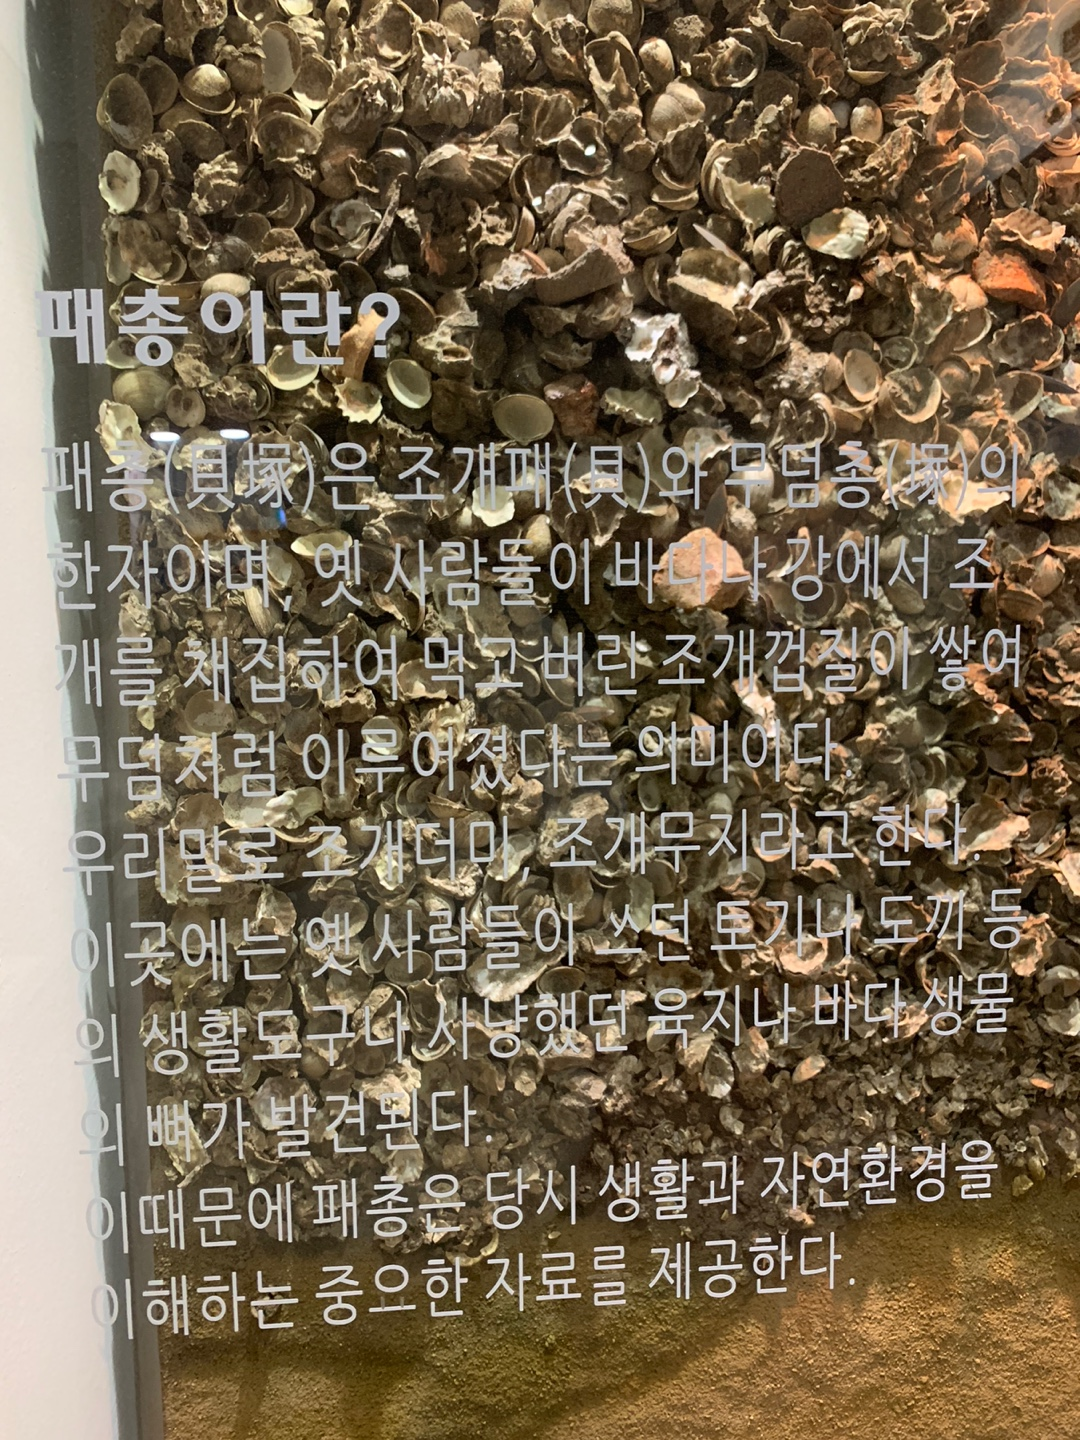 패총이란?
패총(貝塚)은 조개패(貝)와 무덤총(塚)의
한자이며, 옛 사람들이 바다나 강에서 조
개를 채집하여 먹고 버린 조개껍질이 쌓여
무덤처럼 이루어졌다는 의미이다.
우리말로 조개더미, 조개무지라고 한다.
이곳에는 옛 사람들이 쓰던 토기나 도끼 등
의 생활도구나 사냥했던 육지나 바다 생물
의 뼈가 발견된다.
이때문에 패총은 당시 생활과 자연환경을
이해하는 중요한 자료를 제공한다.